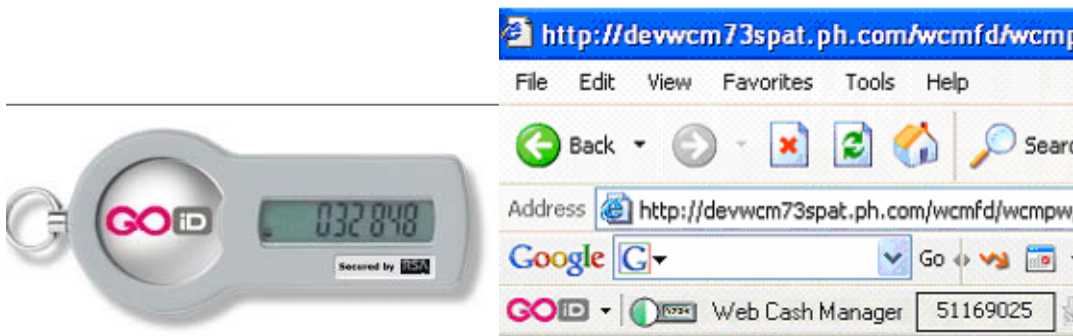 GO iD
032848
Secured by RSA
http://devwcm73spat.ph.com/wcmfd/wcmp
File Edit View Favorites Tools Help
Back
Sear
Address http://devwcm73spat.ph.com/wcmfd/wcmpw
Google G Go
GO iD Web Cash Manager 51169025